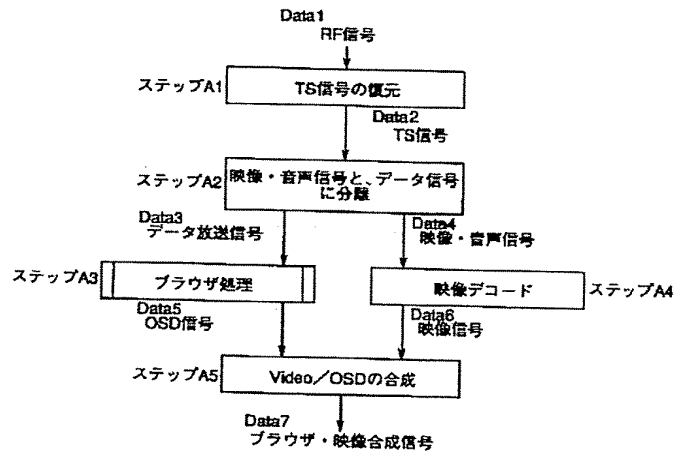 Data1
RF信号
ステップA1
TS信号の復元
Data2
TS信号
ステップA2
映像・音声信号と、データ信号
に分離
Data3
データ放送信号
Data4
映像・音声信号
ステップA3
ブラウザ処理
映像デコード
ステップA4
Data5
OSD信号
Data6
映像信号
ステップA5
Video／OSDの合成
Data7
ブラウザ・映像合成信号